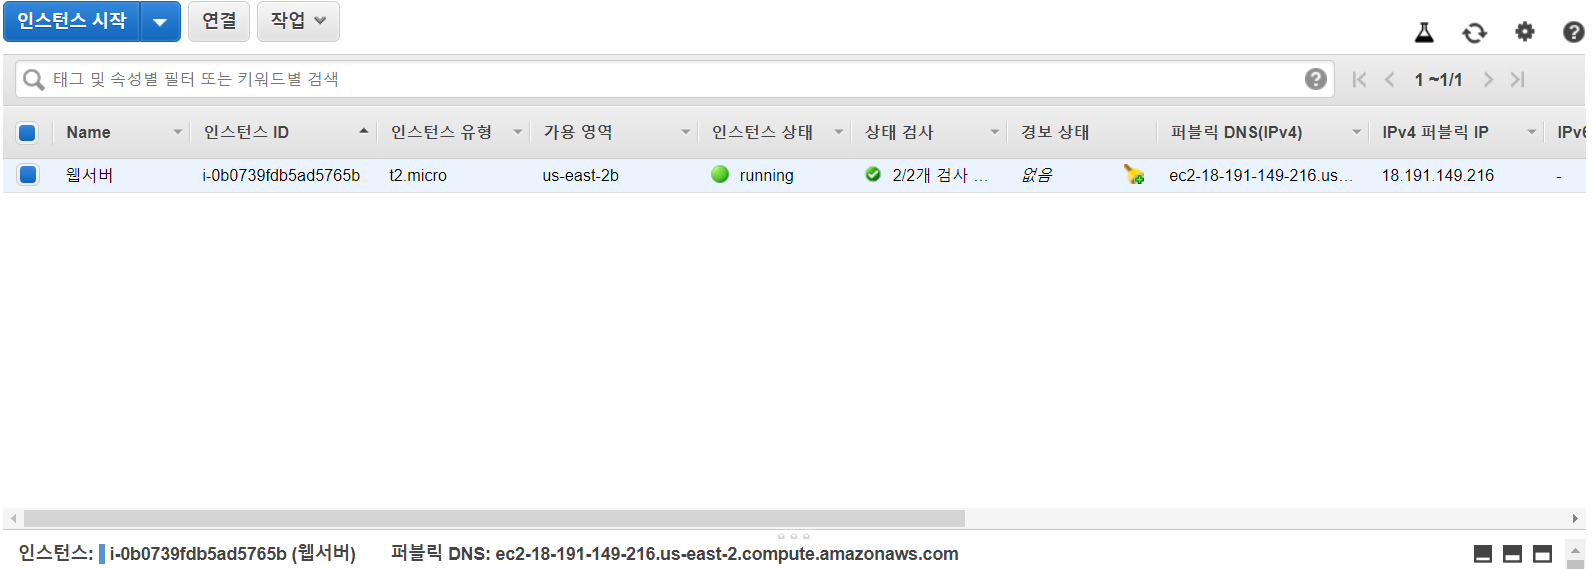 인스턴스 시작 연결 작업
태그 및 속성별 필터 또는 키워드별 검색 1 ~1/1
Name 인스턴스 ID 인스턴스 유형 가용 영역 인스턴스 상태 상태 검사 경보 상태 퍼블릭 DNS(IPv4) IPv4 퍼블릭 IP IPv6
웹서버 i-0b0739fdb5ad5765b t2.micro us-east-2b running 2/2개 검사 ... 없음 ec2-18-191-149-216.us... 18.191.149.216 -
인스턴스: i-0b0739fdb5ad5765b (웹서버) 퍼블릭 DNS: ec2-18-191-149-216.us-east-2.compute.amazonaws.com